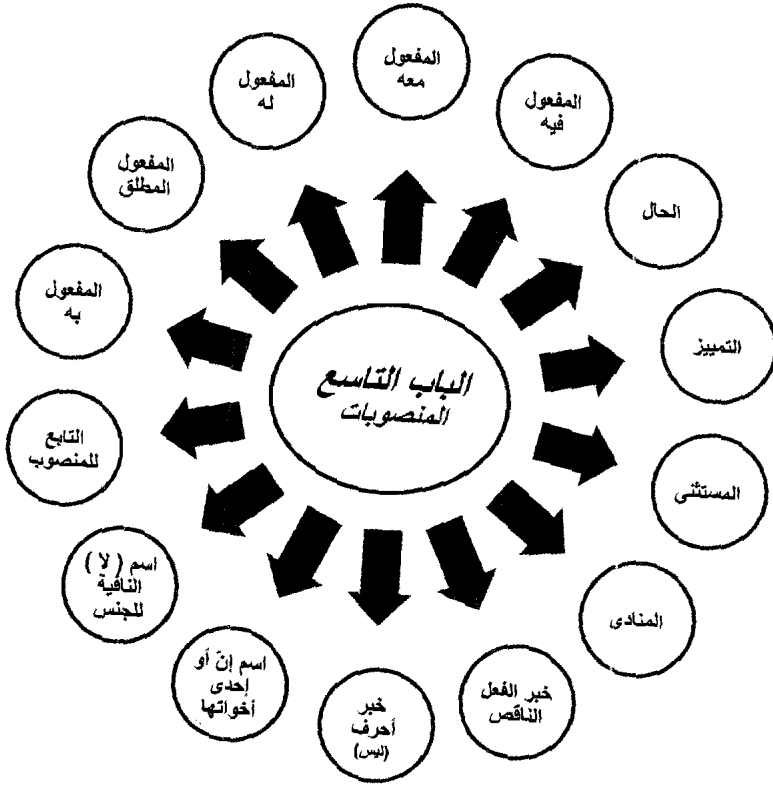 الباب التاسع
المنصوبات
المفعول
به
المفعول
المطلق
المفعول
له
المفعول
معه
المفعول
فيه
الحال
التمييز
المستثنى
المنادى
خبر الفعل
الناقص
خبر
أحرف
(ليس)
اسم إنّ أو
إحدى
أخواتها
اسم ( لا )
النافية
للجنس
التابع
للمنصوب